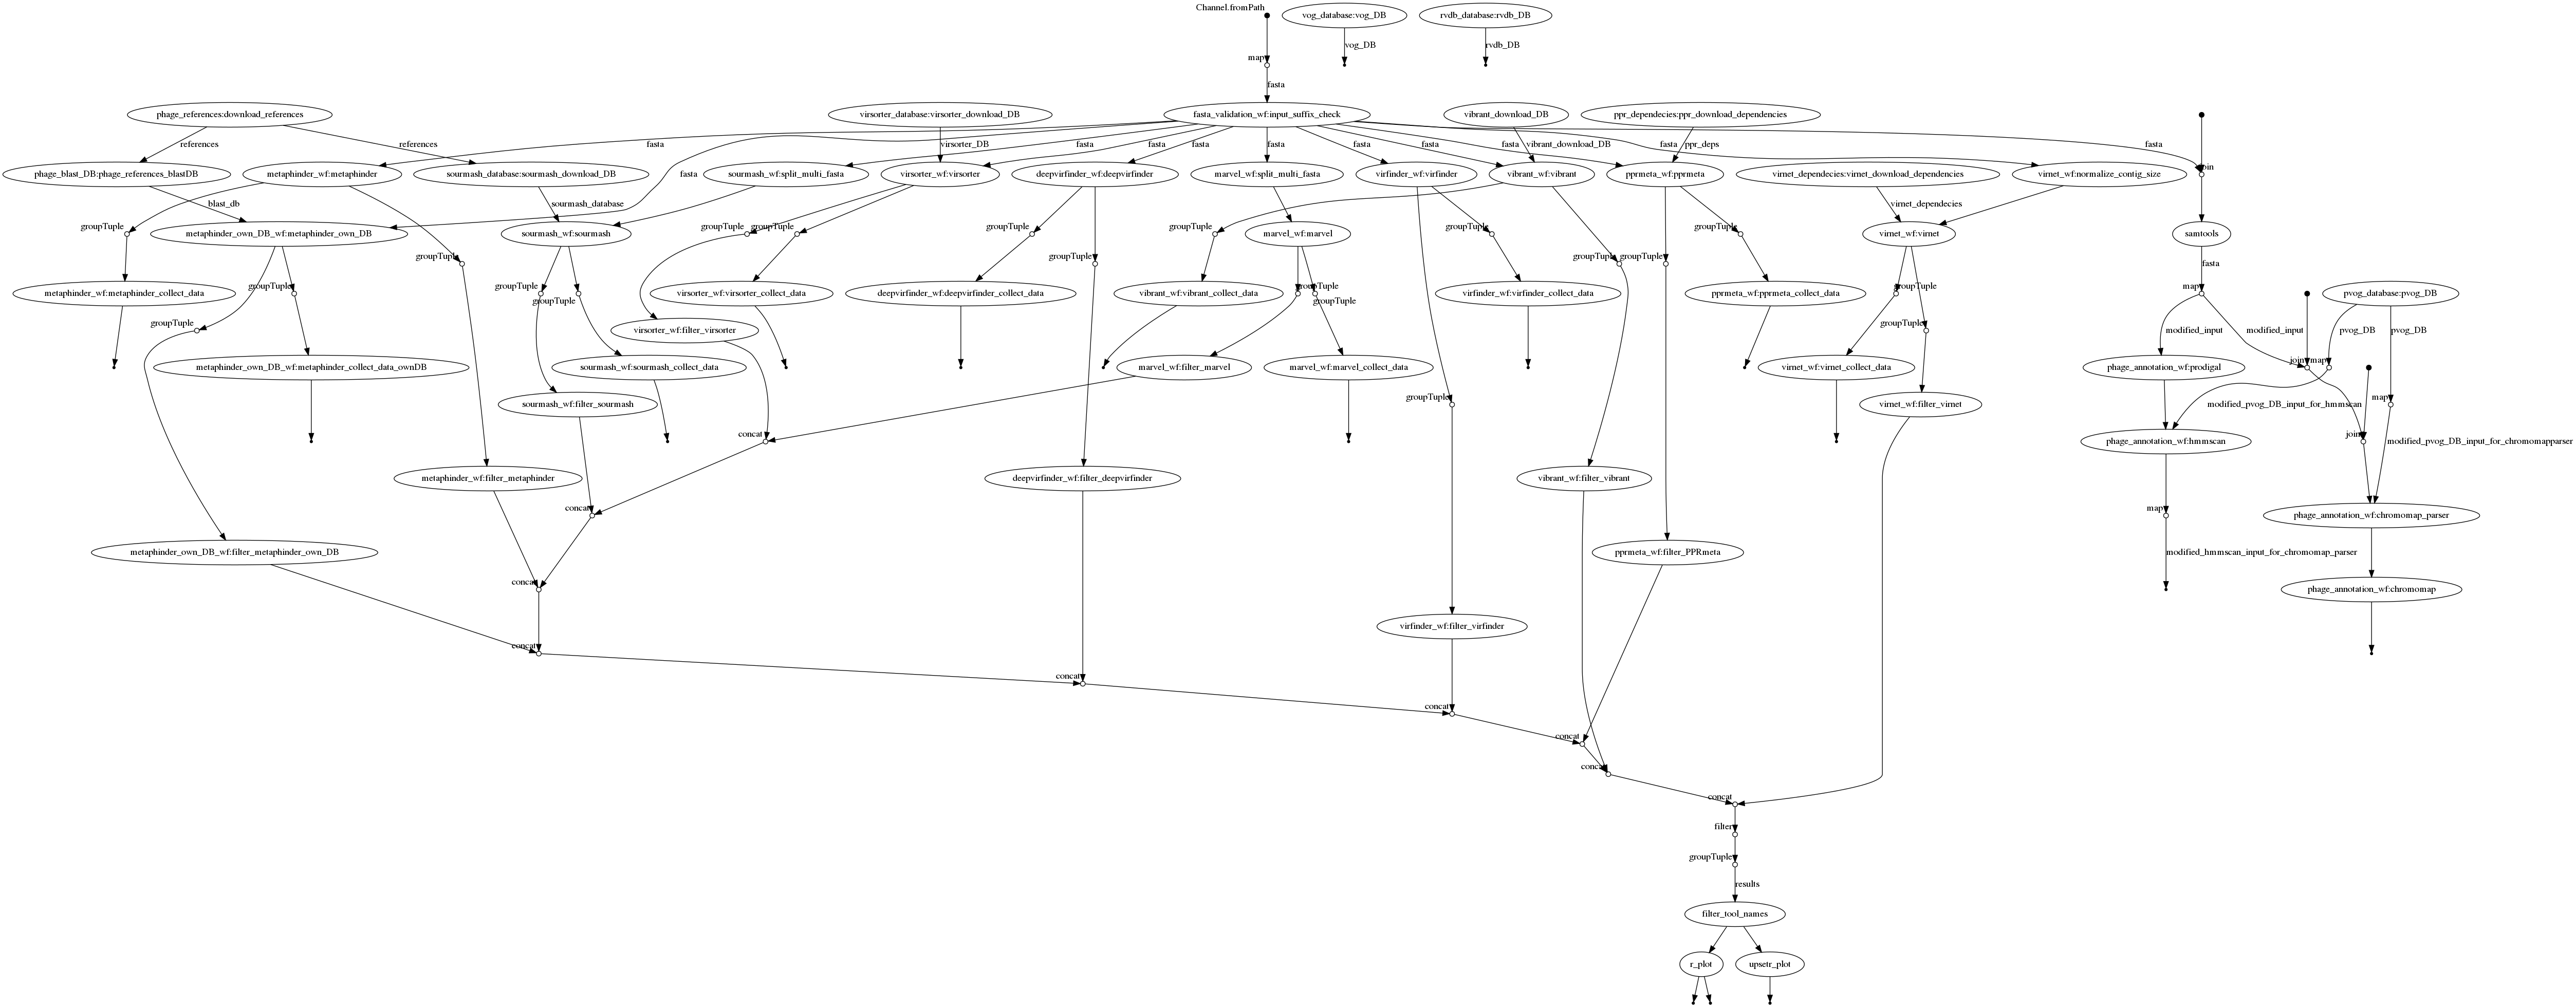 Channel.fromPath
vog_database:vog_DB
rvdb_database:rvdb_DB
vog_DB
rvdb_DB
map
fasta
phage_references:download_references
virsorter_database:virsorter_download_DB
fasta_validation_wf:input_suffix_check
vibrant_download_DB
ppr_dependecies:ppr_download_dependencies
references
references
fasta
virsorter_DB
fasta
fasta
fasta
fasta
fasta
fasta
vibrant_download_DB
ppr_deps
fasta
fasta
join
phage_blast_DB:phage_references_blastDB
metaphinder_wf:metaphinder
sourmash_database:sourmash_download_DB
fasta
sourmash_wf:split_multi_fasta
virsorter_wf:virsorter
deepvirfinder_wf:deepvirfinder
marvel_wf:split_multi_fasta
virfinder_wf:virfinder
vibrant_wf:vibrant
pprmeta_wf:pprmeta
virnet_dependecies:virnet_download_dependencies
virnet_wf:normalize_contig_size
blast_db
sourmash_database
virnet_dependecies
groupTuple
metaphinder_own_DB_wf:metaphinder_own_DB
sourmash_wf:sourmash
groupTuple
groupTuple
groupTuple
groupTuple
marvel_wf:marvel
groupTuple
groupTuple
virnet_wf:virnet
samtools
groupTuple
groupTuple
groupTuple
groupTuple
fasta
metaphinder_wf:metaphinder_collect_data
groupTuple
groupTuple
groupTuple
virsorter_wf:virsorter_collect_data
deepvirfinder_wf:deepvirfinder_collect_data
vibrant_wf:vibrant_collect_data
groupTuple
groupTuple
virfinder_wf:virfinder_collect_data
pprmeta_wf:pprmeta_collect_data
groupTuple
map
pvog_database:pvog_DB
groupTuple
virsorter_wf:filter_virsorter
groupTuple
modified_input
modified_input
pvog_DB
pvog_DB
metaphinder_own_DB_wf:metaphinder_collect_data_ownDB
sourmash_wf:sourmash_collect_data
marvel_wf:filter_marvel
marvel_wf:marvel_collect_data
virnet_wf:virnet_collect_data
phage_annotation_wf:prodigal
join
map
sourmash_wf:filter_sourmash
groupTuple
virnet_wf:filter_virnet
modified_pvog_DB_input_for_hmmscan
map
concat
phage_annotation_wf:hmmscan
join
modified_pvog_DB_input_for_chromomapparser
metaphinder_wf:filter_metaphinder
deepvirfinder_wf:filter_deepvirfinder
vibrant_wf:filter_vibrant
concat
map
phage_annotation_wf:chromomap_parser
metaphinder_own_DB_wf:filter_metaphinder_own_DB
pprmeta_wf:filter_PPRmeta
modified_hmmscan_input_for_chromomap_parser
concat
phage_annotation_wf:chromomap
virfinder_wf:filter_virfinder
concat
concat
concat
concat
concat
concat
filter
groupTuple
results
filter_tool_names
r_plot
upsetr_plot